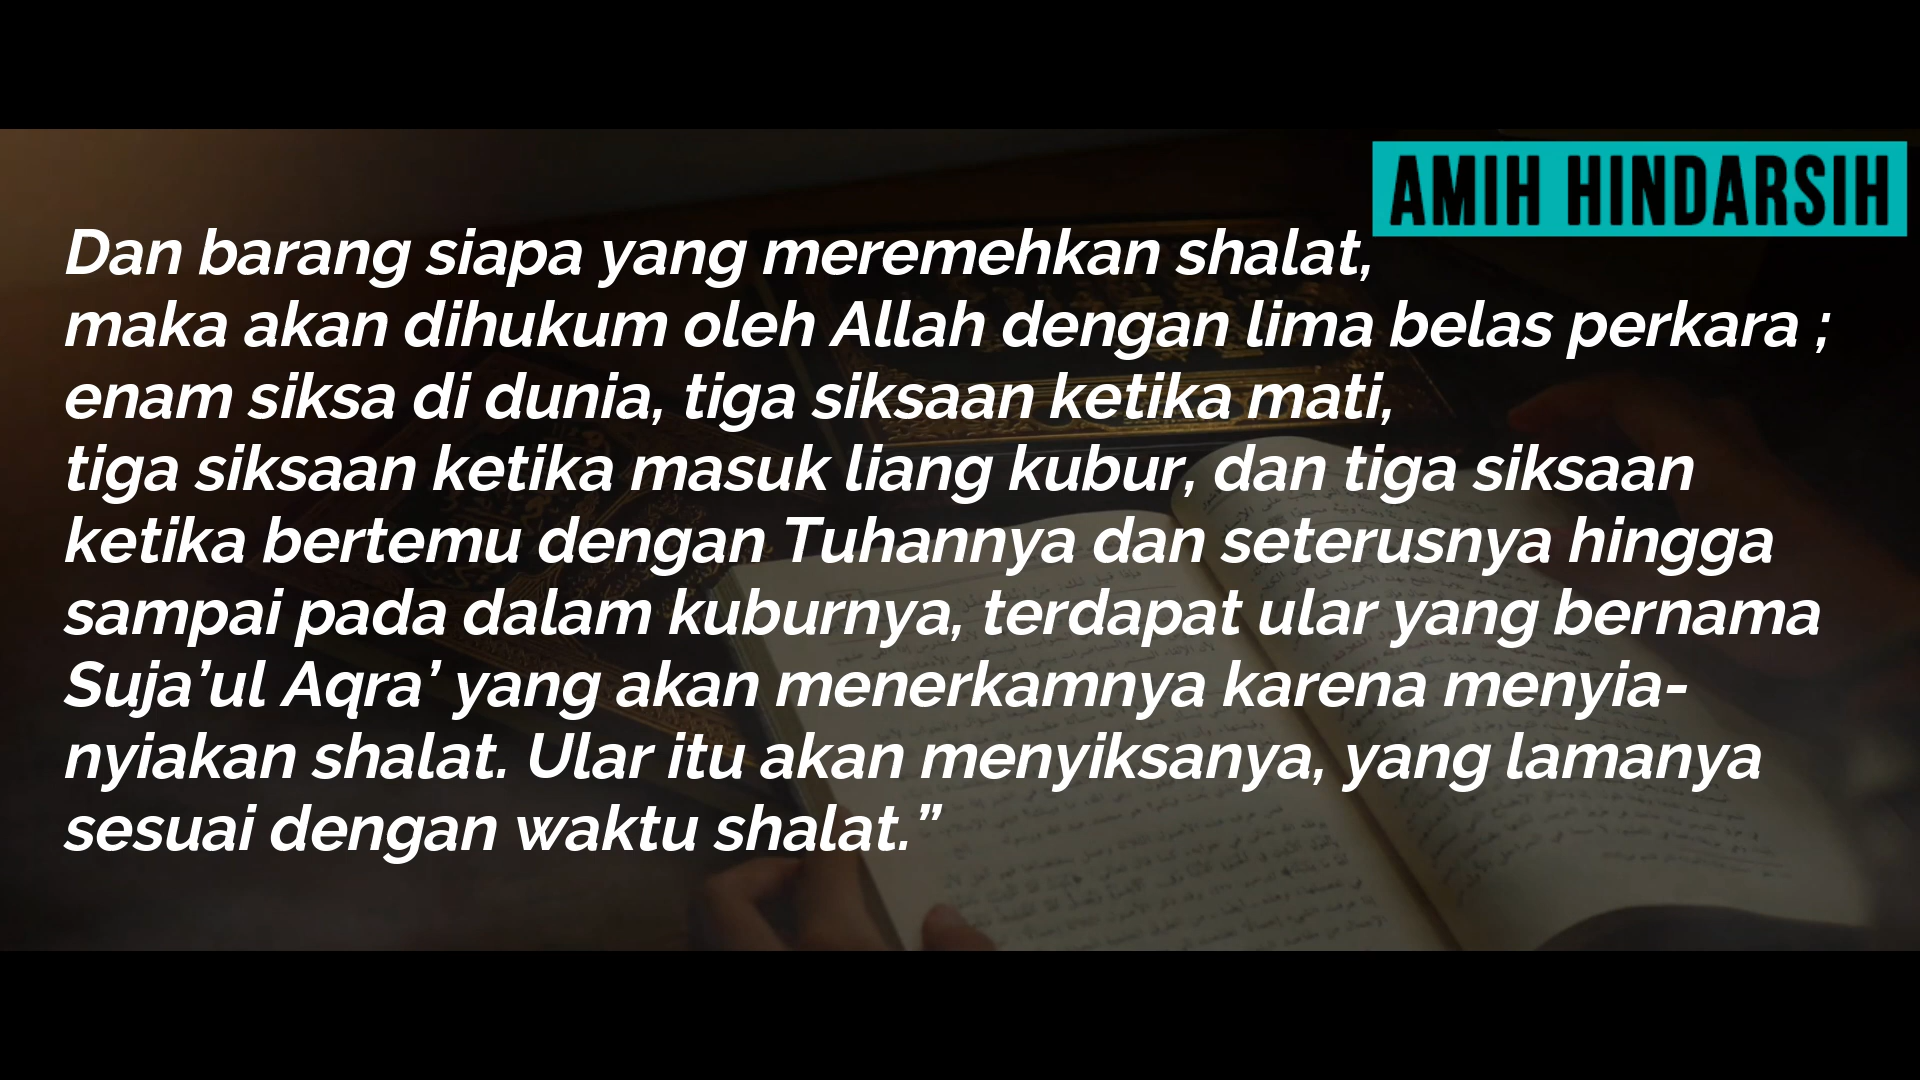 AMIH HINDARSIH
Dan barang siapa yang meremehkan shalat,
maka akan dihukum oleh Allah dengan lima belas perkara ;
enam siksa di dunia, tiga siksaan ketika mati,
tiga siksaan ketika masuk liang kubur, dan tiga siksaan
ketika bertemu dengan Tuhannya dan seterusnya hingga
sampai pada dalam kuburnya, terdapat ular yang bernama
Suja’ul Aqra’ yang akan menerkamnya karena menyia-
nyiakan shalat. Ular itu akan menyiksanya, yang lamanya
sesuai dengan waktu shalat.”